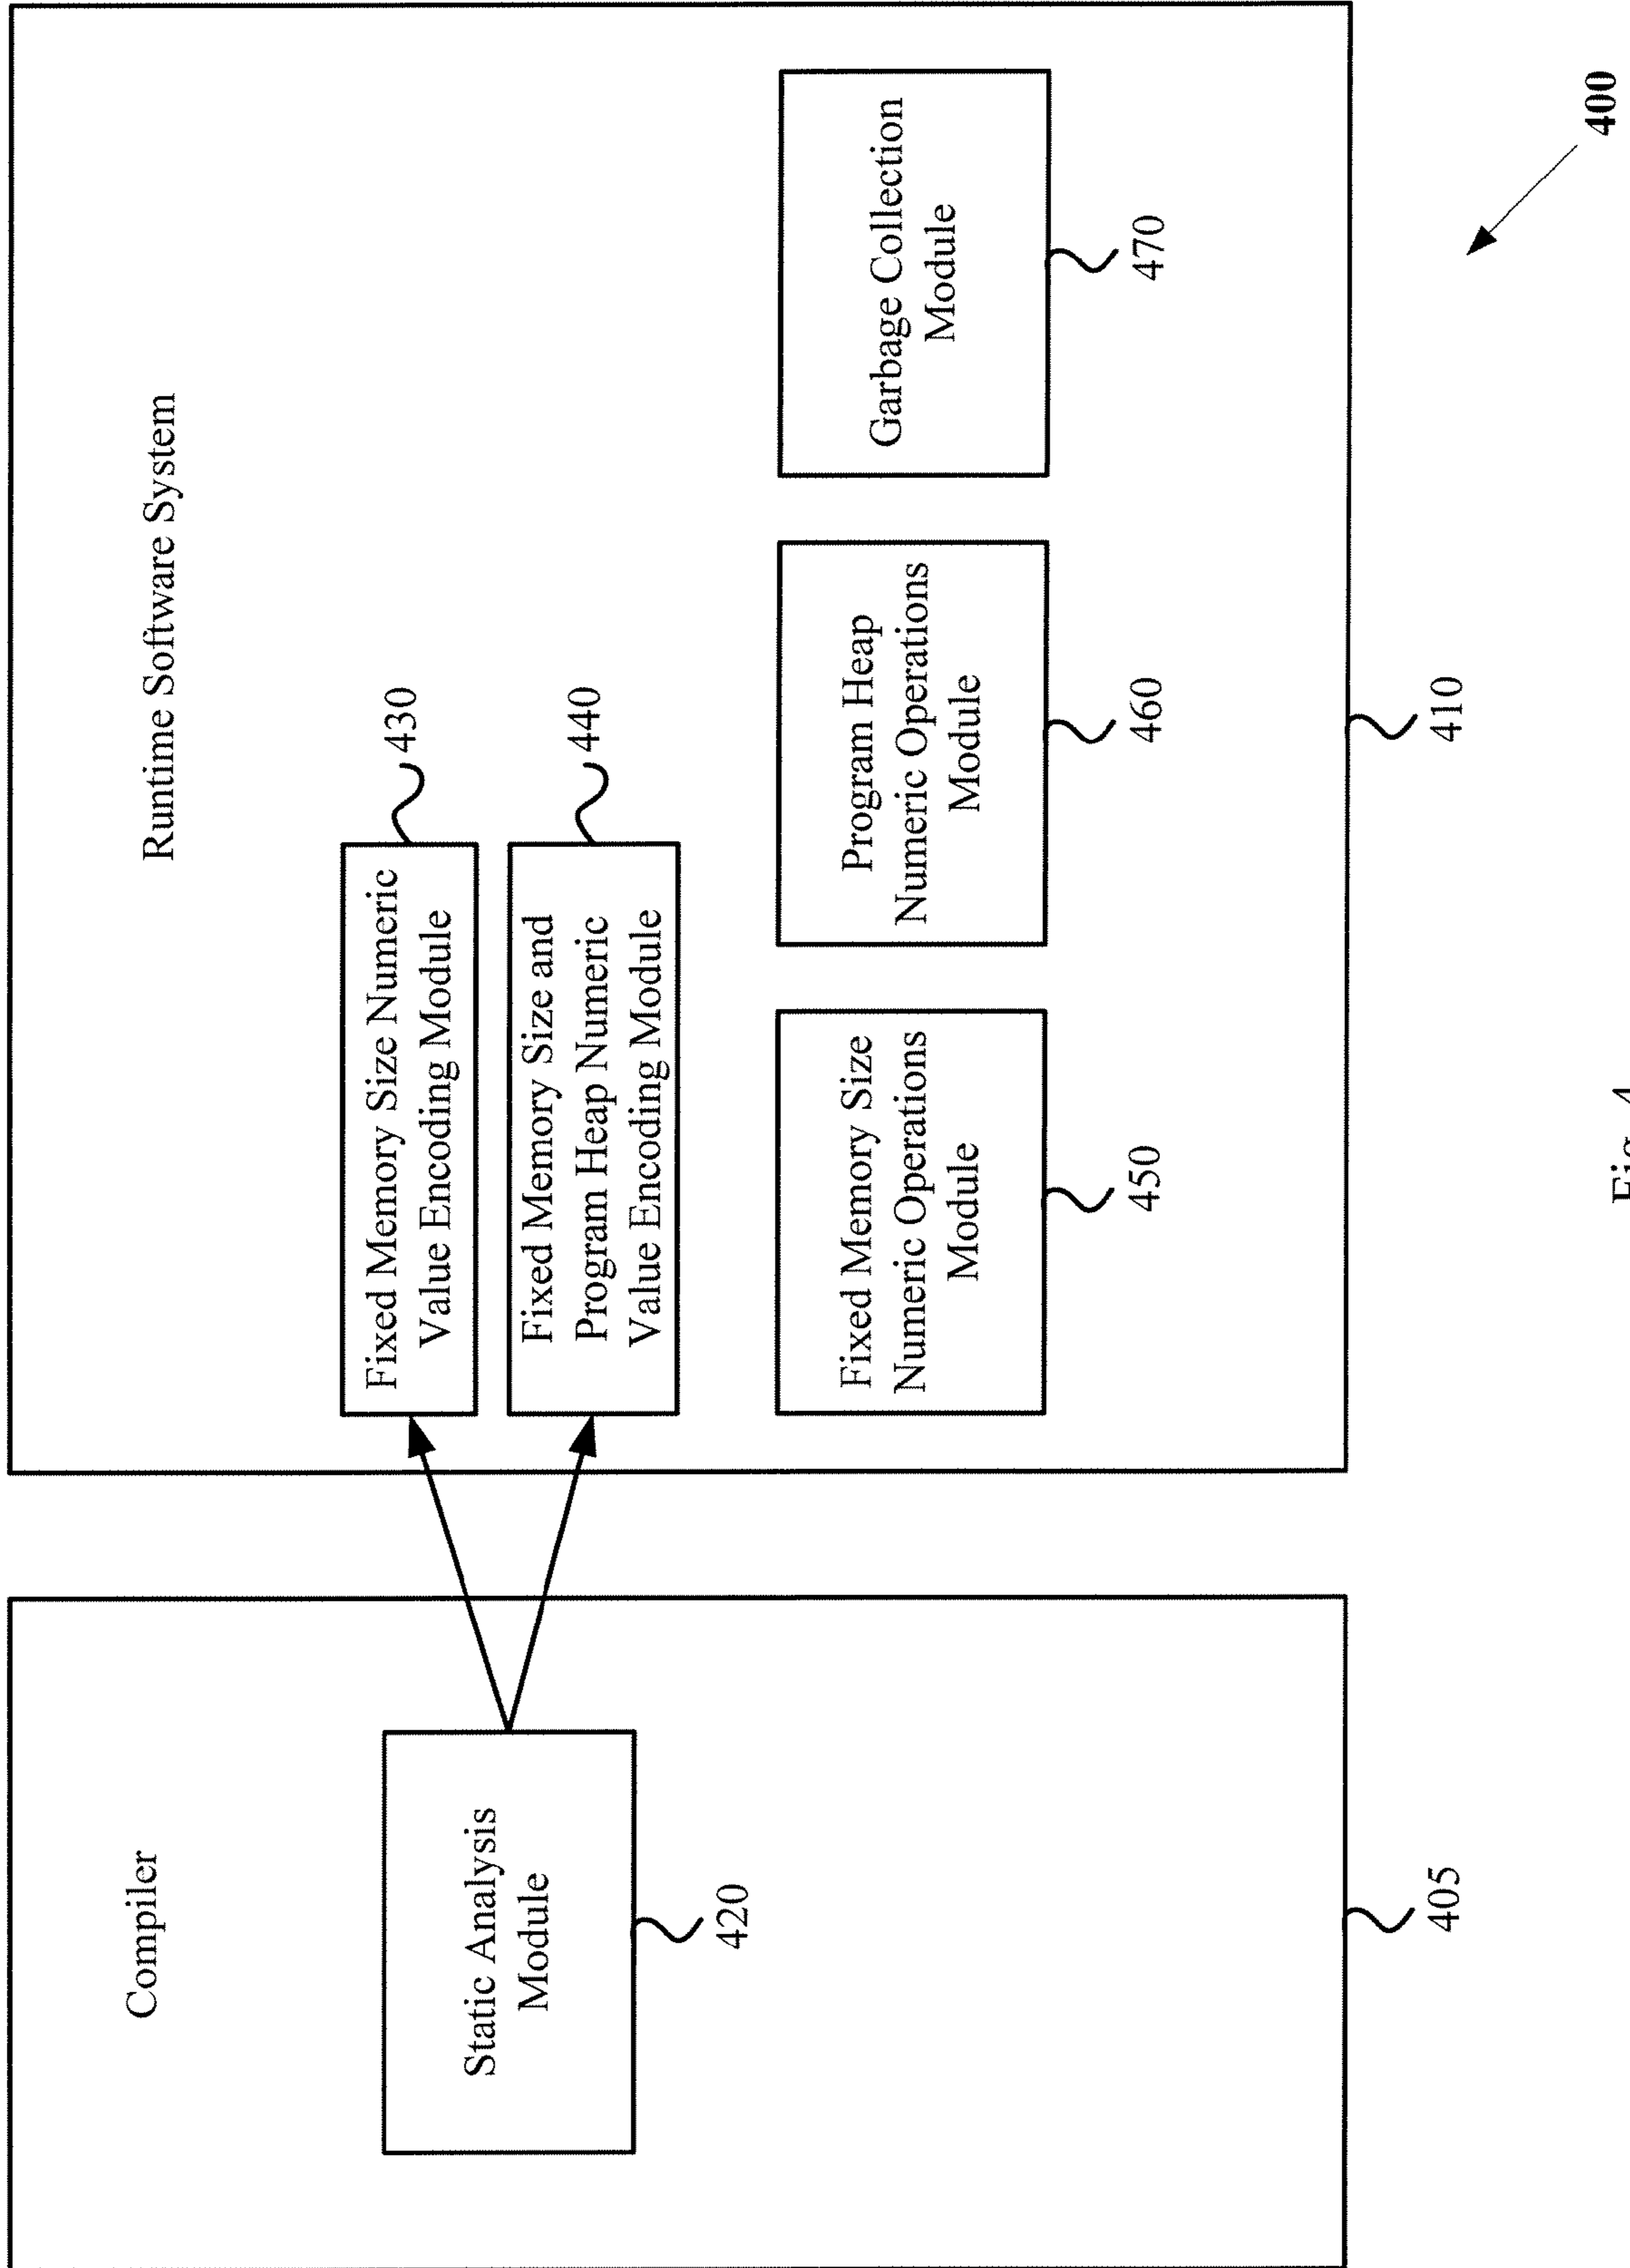 Compiler
Static Analysis
Module
420
405
Runtime Software System
Fixed Memory Size Numeric
Value Encoding Module
430
Fixed Memory Size and
Program Heap Numeric
Value Encoding Module
440
Fixed Memory Size
Numeric Operations
Module
450
Program Heap
Numeric Operations
Module
460
Garbage Collection
Module
470
410
400
Fig. 4